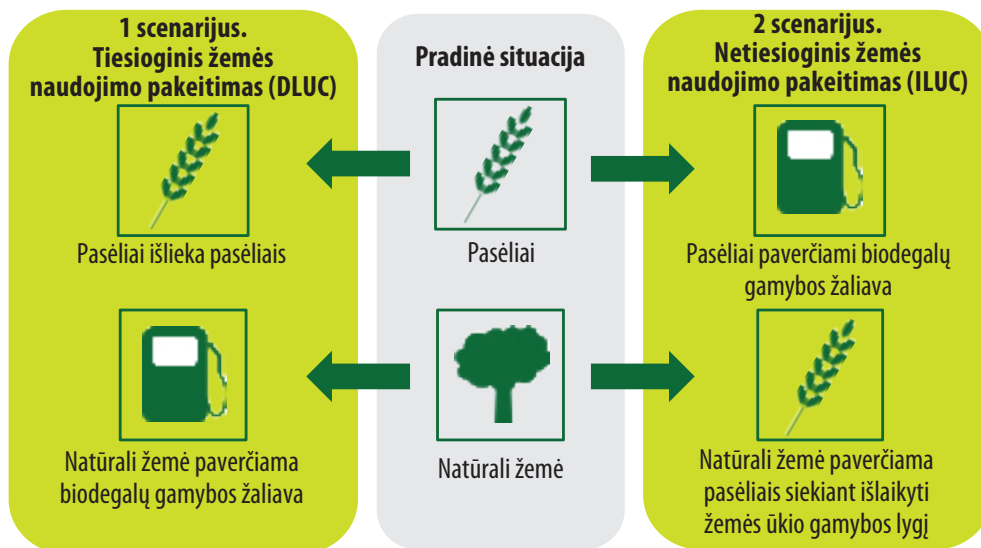 1 scenarijus.
Tiesioginis žemės
naudojimo pakeitimas (DLUC)
Pasėliai išlieka pasėliais
Natūrali žemė paverčiama
biodegalų gamybos žaliava
Pradinė situacija
Pasėliai
Natūrali žemė
2 scenarijus.
Netiesioginis žemės
naudojimo pakeitimas (ILUC)
Pasėliai paverčiami biodegalų
gamybos žaliava
Natūrali žemė paverčiama
pasėliais siekiant išlaikyti
žemės ūkio gamybos lygį